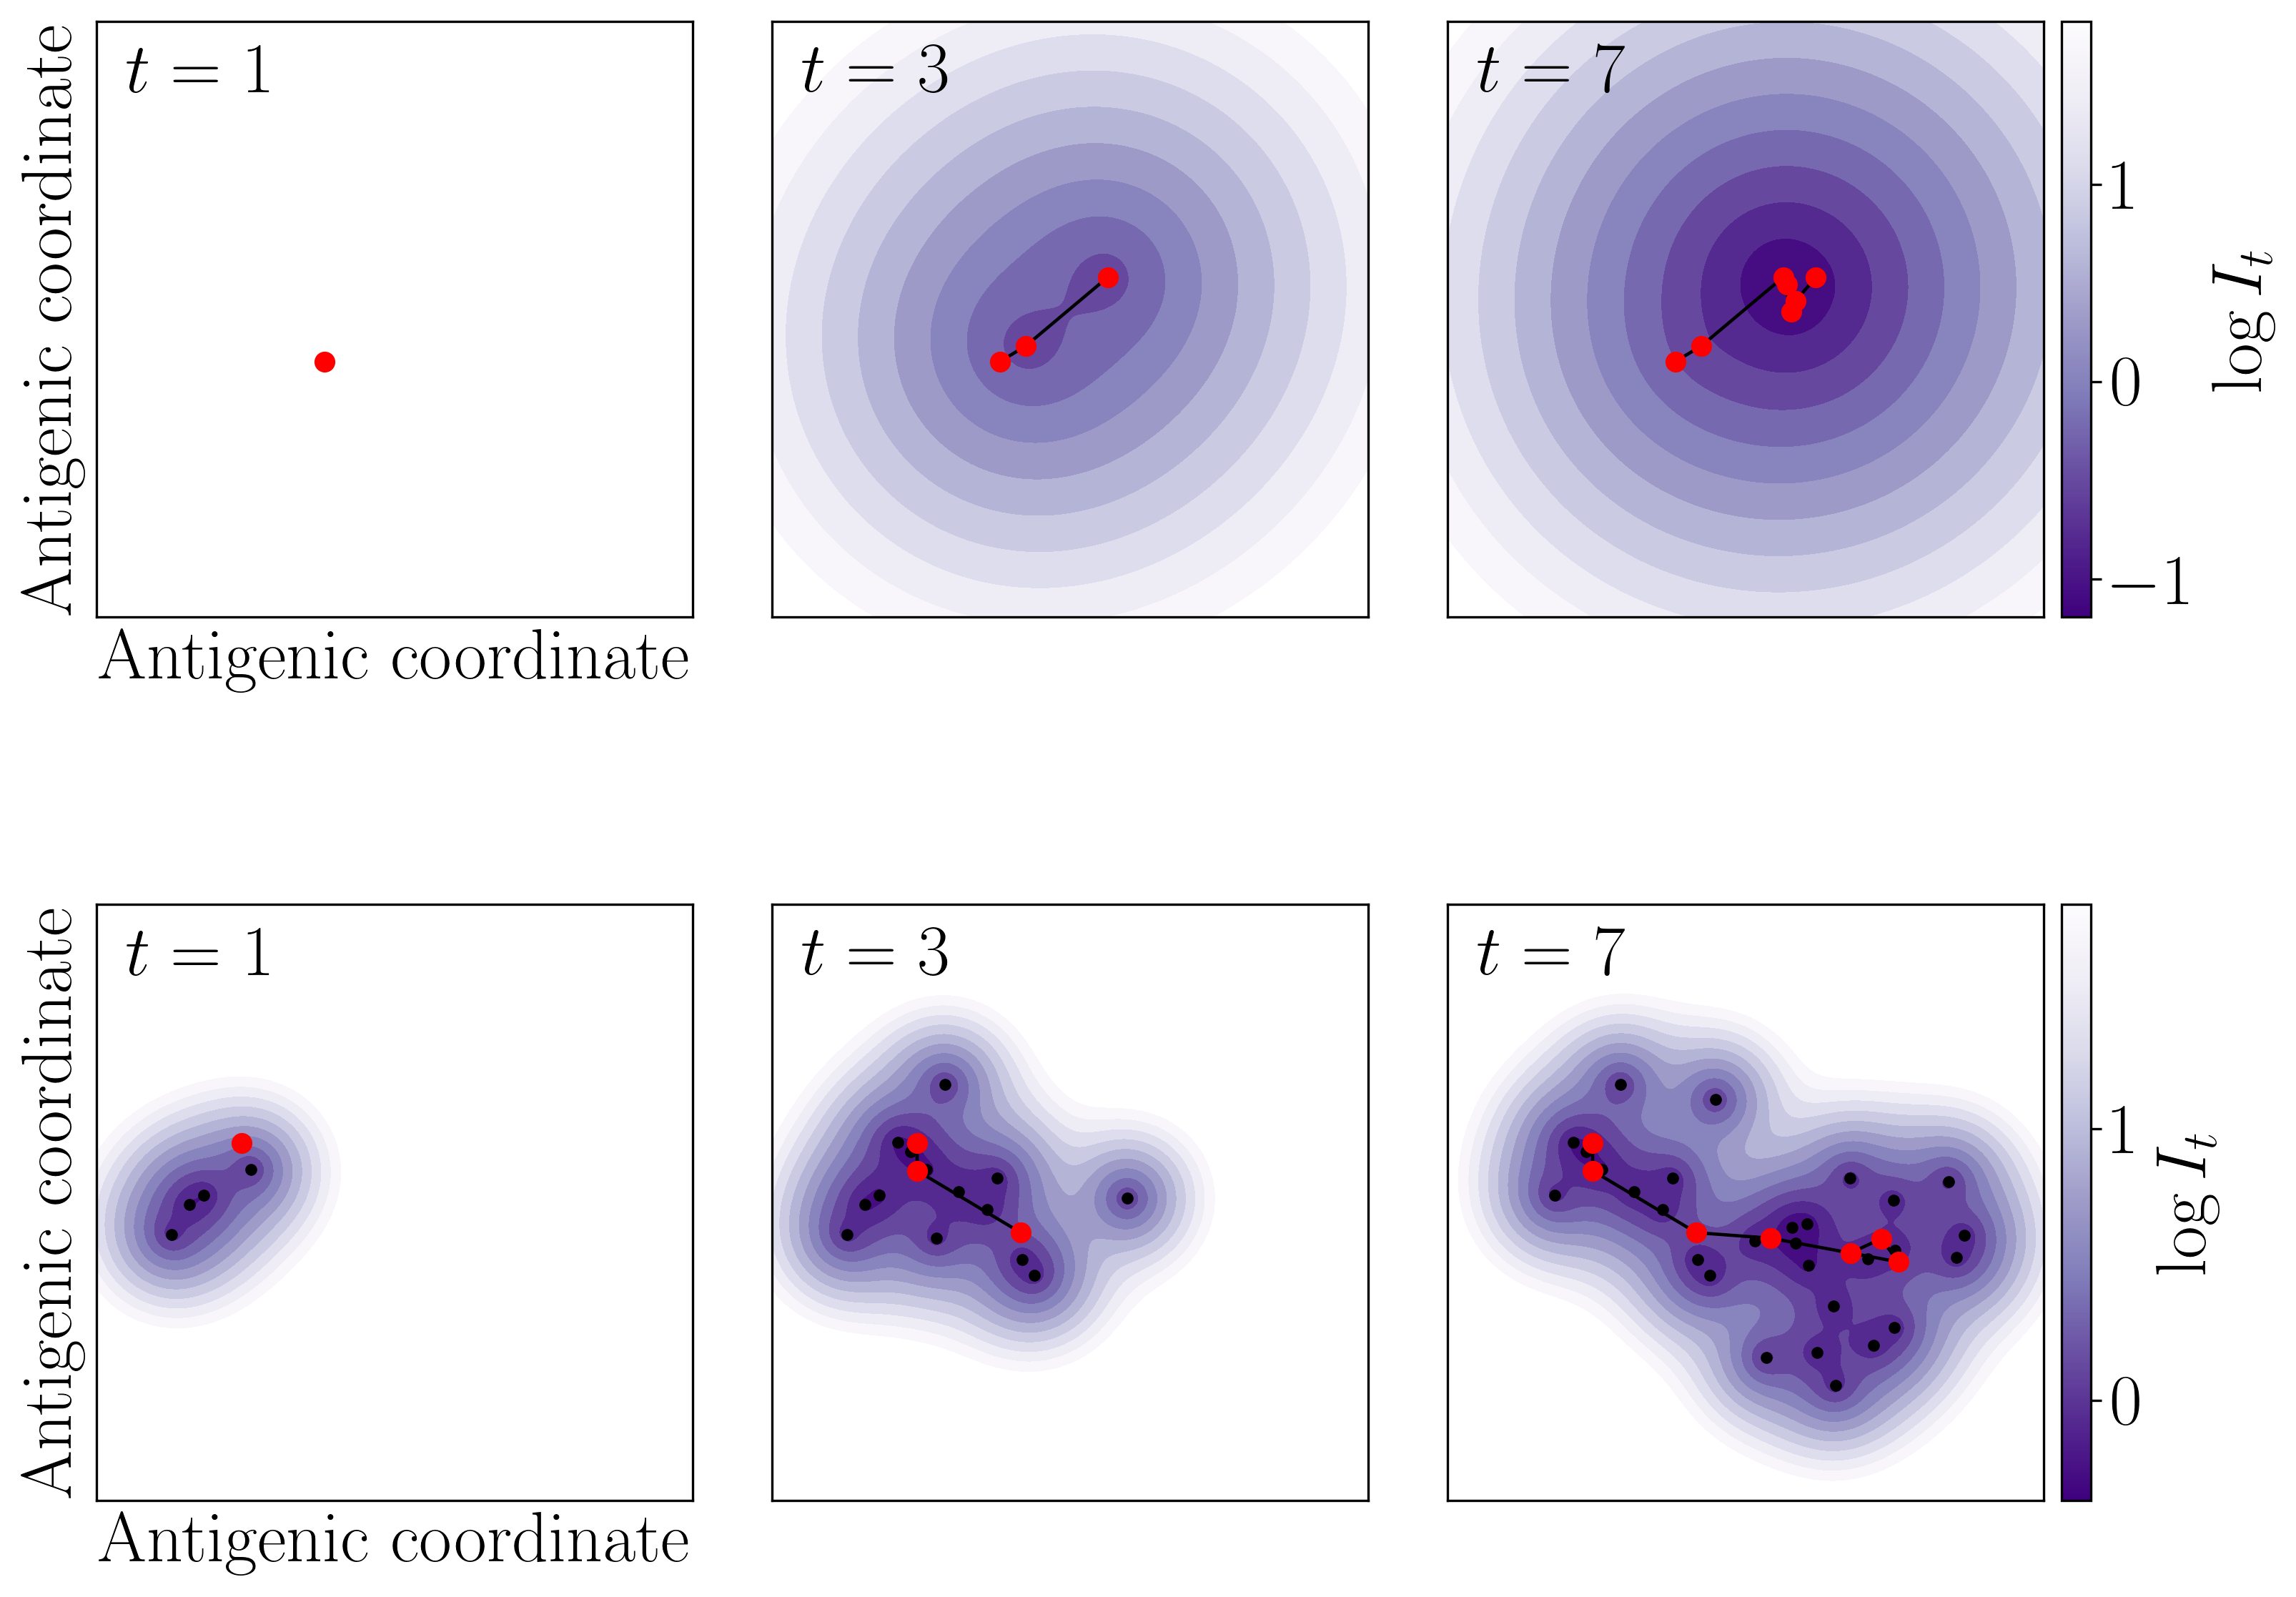 Antigenic coordinate
t = 1
t = 3
t = 7
1
0
−1
log I_t
Antigenic coordinate
Antigenic coordinate
t = 1
t = 3
t = 7
1
0
log I_t
Antigenic coordinate